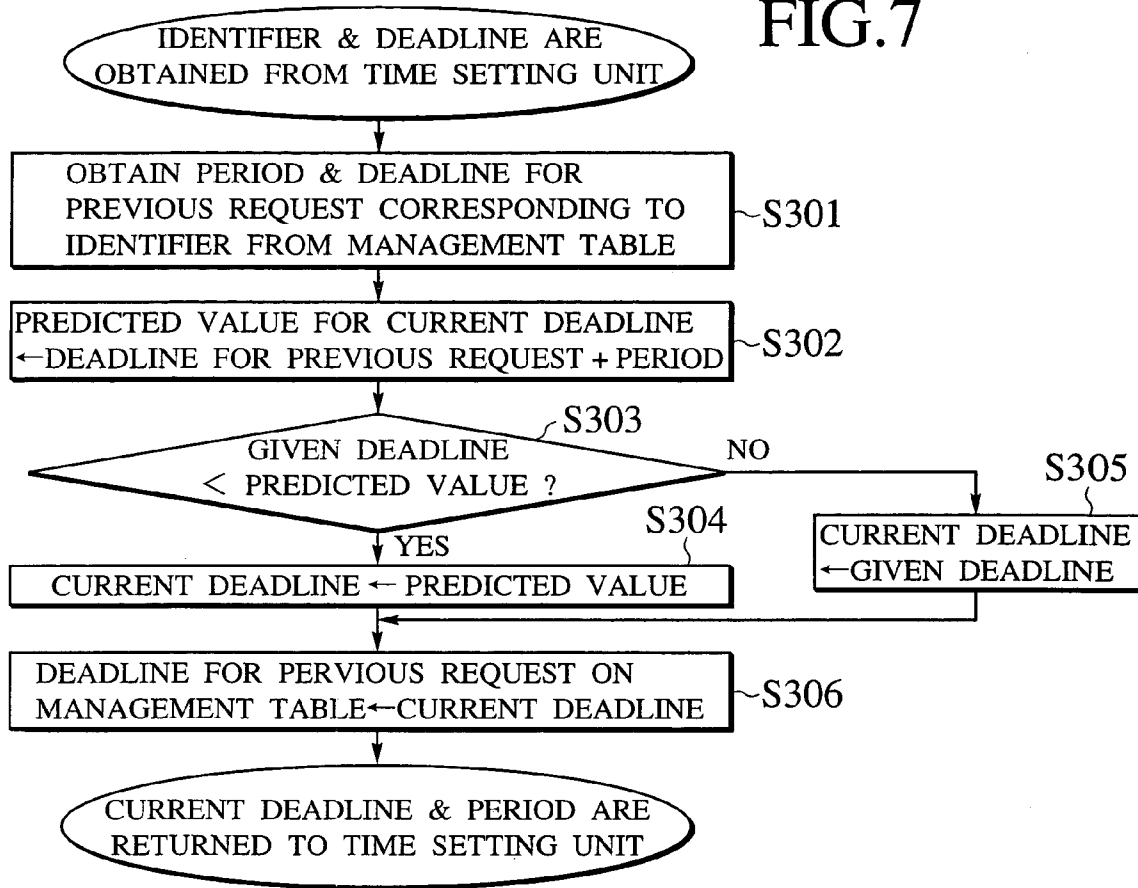 FIG.7
IDENTIFIER & DEADLINE ARE
OBTAINED FROM TIME SETTING UNIT
OBTAIN PERIOD & DEADLINE FOR
PREVIOUS REQUEST CORRESPONDING TO
IDENTIFIER FROM MANAGEMENT TABLE
S301
PREDICTED VALUE FOR CURRENT DEADLINE
←DEADLINE FOR PREVIOUS REQUEST + PERIOD
S302
S303
GIVEN DEADLINE
< PREDICTED VALUE ?
NO
YES
S304
CURRENT DEADLINE ← PREDICTED VALUE
S305
CURRENT DEADLINE
←GIVEN DEADLINE
DEADLINE FOR PERVIOUS REQUEST ON
MANAGEMENT TABLE←CURRENT DEADLINE
S306
CURRENT DEADLINE & PERIOD ARE
RETURNED TO TIME SETTING UNIT